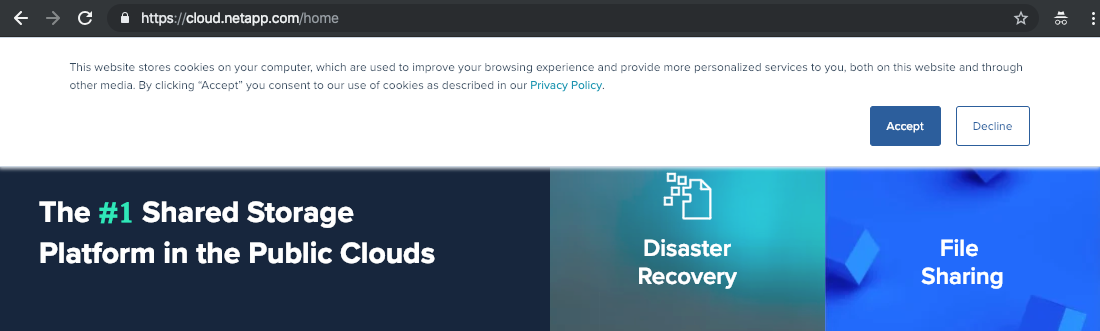 https://cloud.netapp.com/home
This website stores cookies on your computer, which are used to improve your browsing experience and provide more personalized services to you, both on this website and through
other media. By clicking “Accept” you consent to our use of cookies as described in our Privacy Policy.
Accept
Decline
The #1 Shared Storage
Platform in the Public Clouds
Disaster
Recovery
File
Sharing